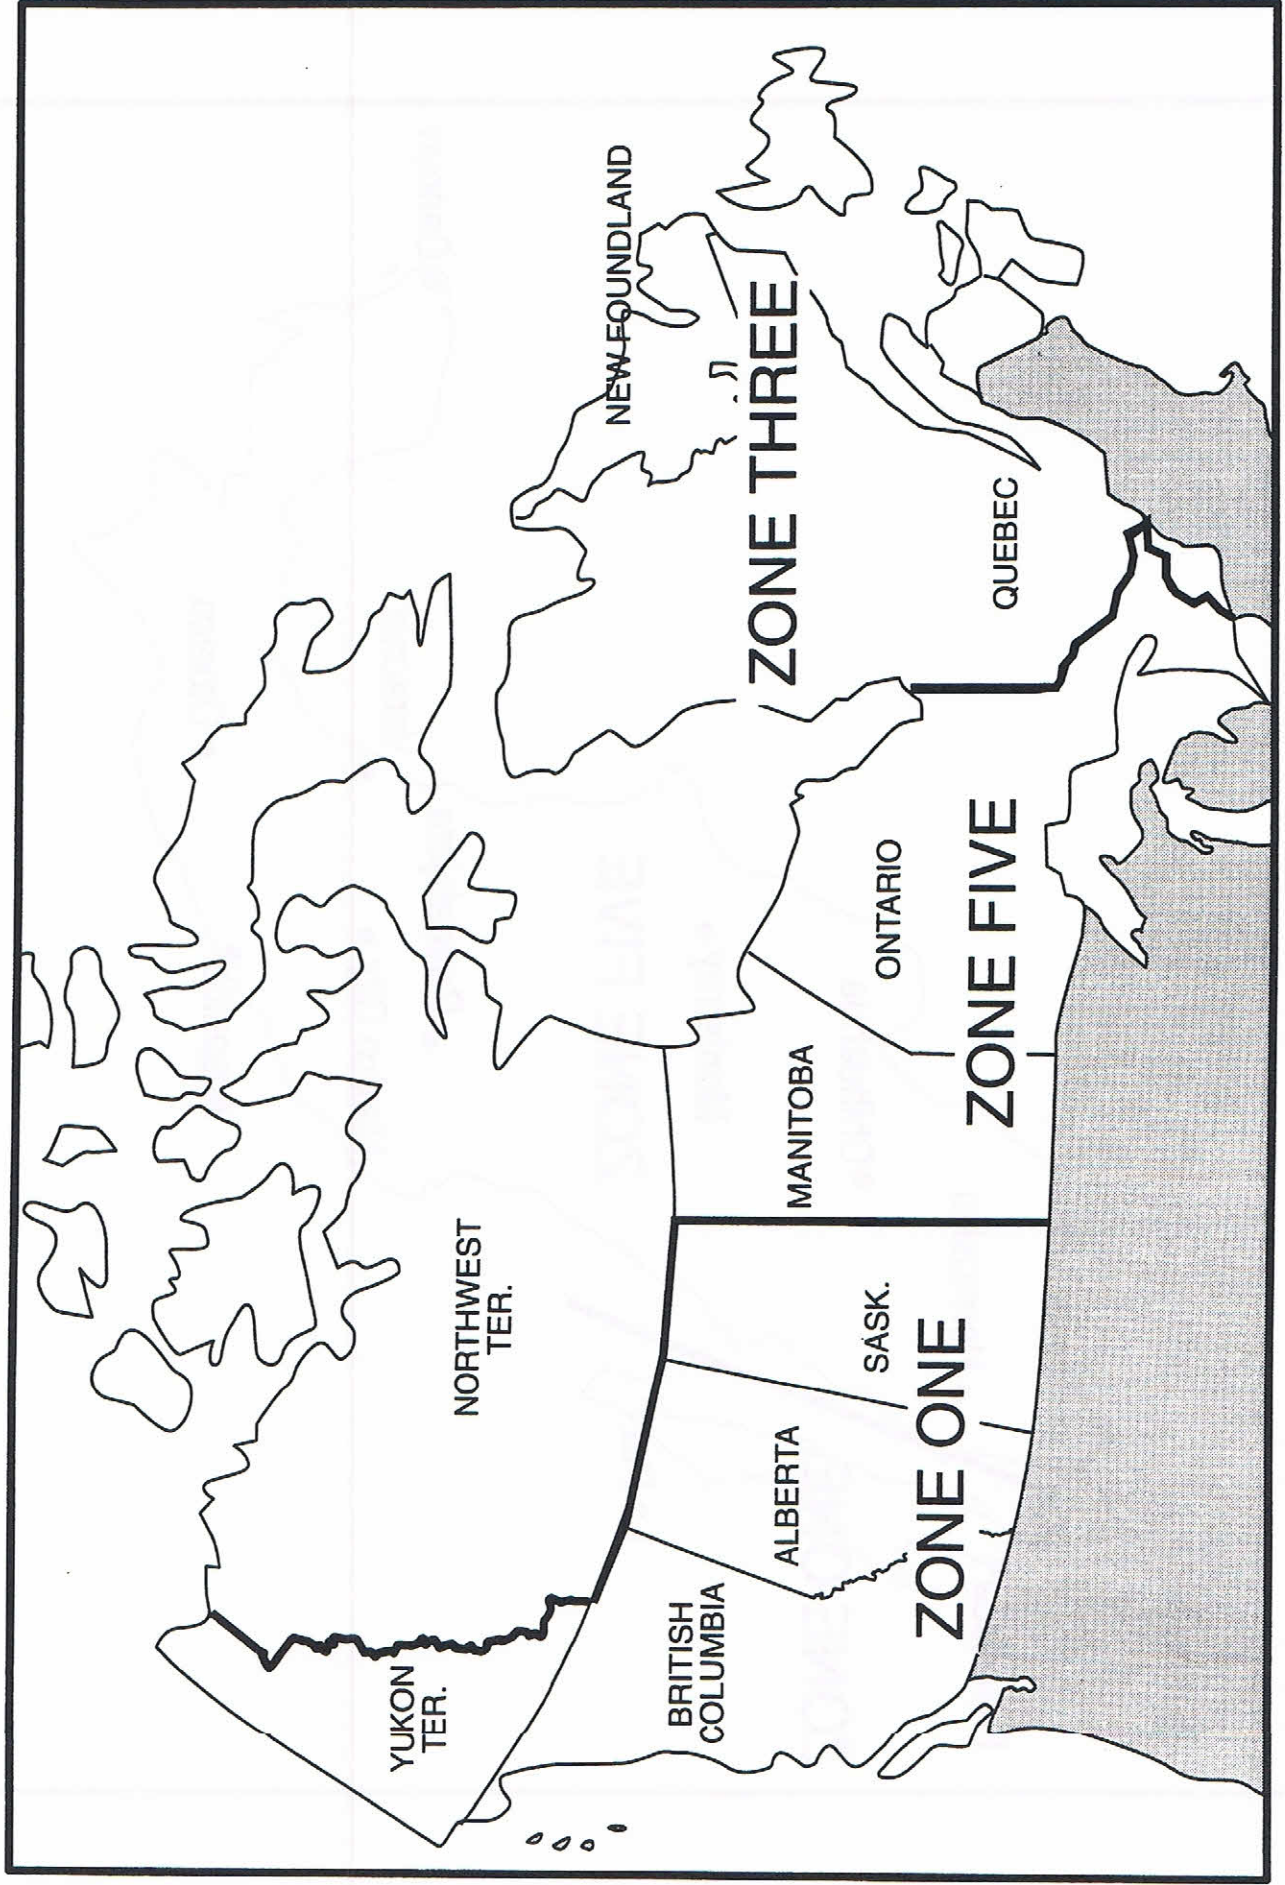 YUKON
TER.
NORTHWEST
TER.
BRITISH
COLUMBIA
ALBERTA
SASK.
ZONE ONE
MANITOBA
ONTARIO
ZONE FIVE
QUEBEC
ZONE THREE
NEW FOUNDLAND